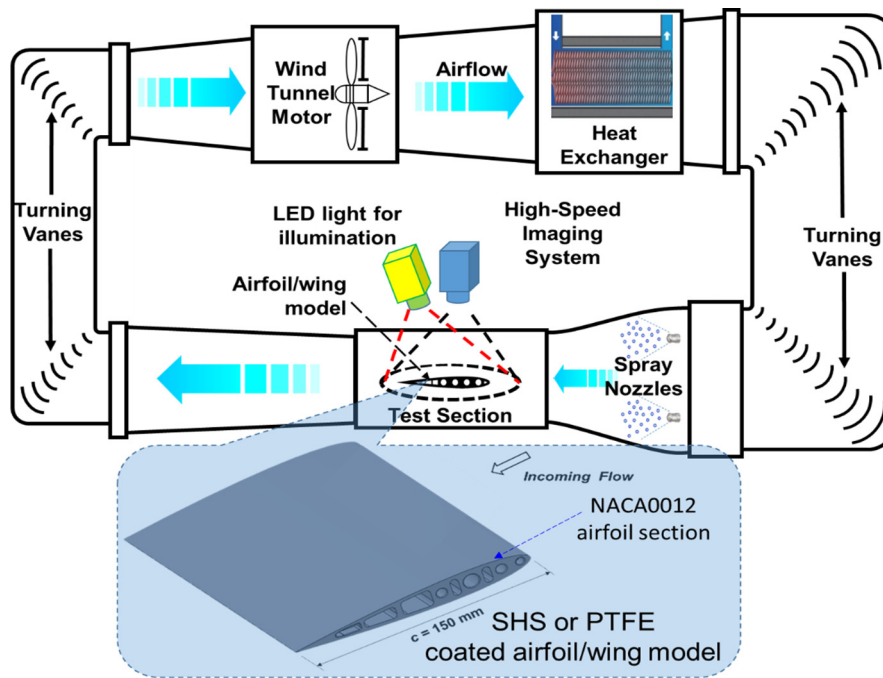 Wind
Tunnel
Motor
Airflow
Heat
Exchanger
Turning
Vanes
LED light for
illumination
High-Speed
Imaging
System
Turning
Vanes
Airfoil/wing
model
Spray
Nozzles
Test Section
Incoming Flow
NACA0012
airfoil section
c = 150 mm
SHS or PTFE
coated airfoil/wing model